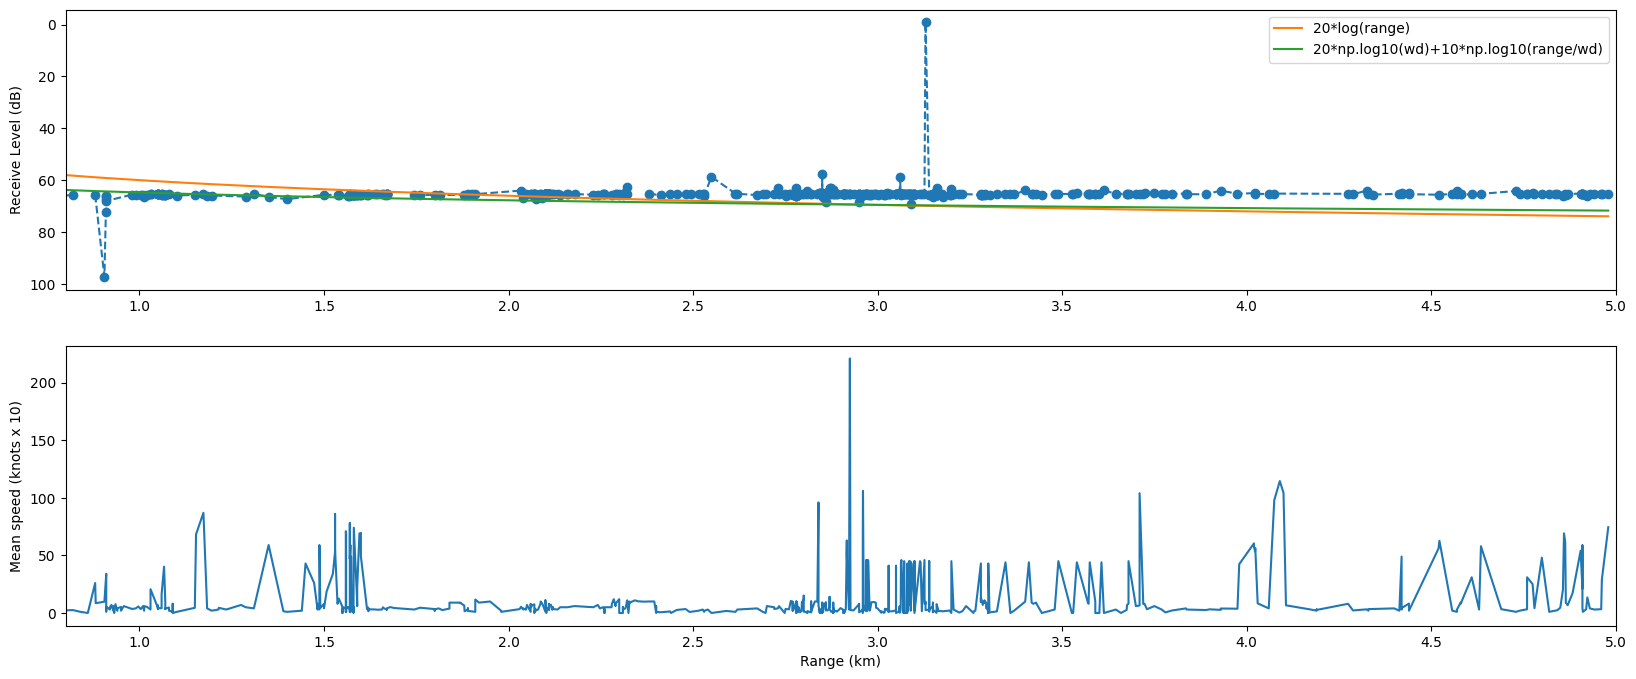 20*log(range)
20*np.log10(wd)+10*np.log10(range/wd)
Receive Level (dB)
0
20
40
60
80
100
1.0 1.5 2.0 2.5 3.0 3.5 4.0 4.5 5.0
Mean speed (knots x 10)
200
150
100
50
0
1.0 1.5 2.0 2.5 3.0 3.5 4.0 4.5 5.0
Range (km)